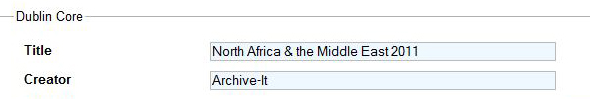 Dublin Core
Title North Africa & the Middle East 2011
Creator Archive-It